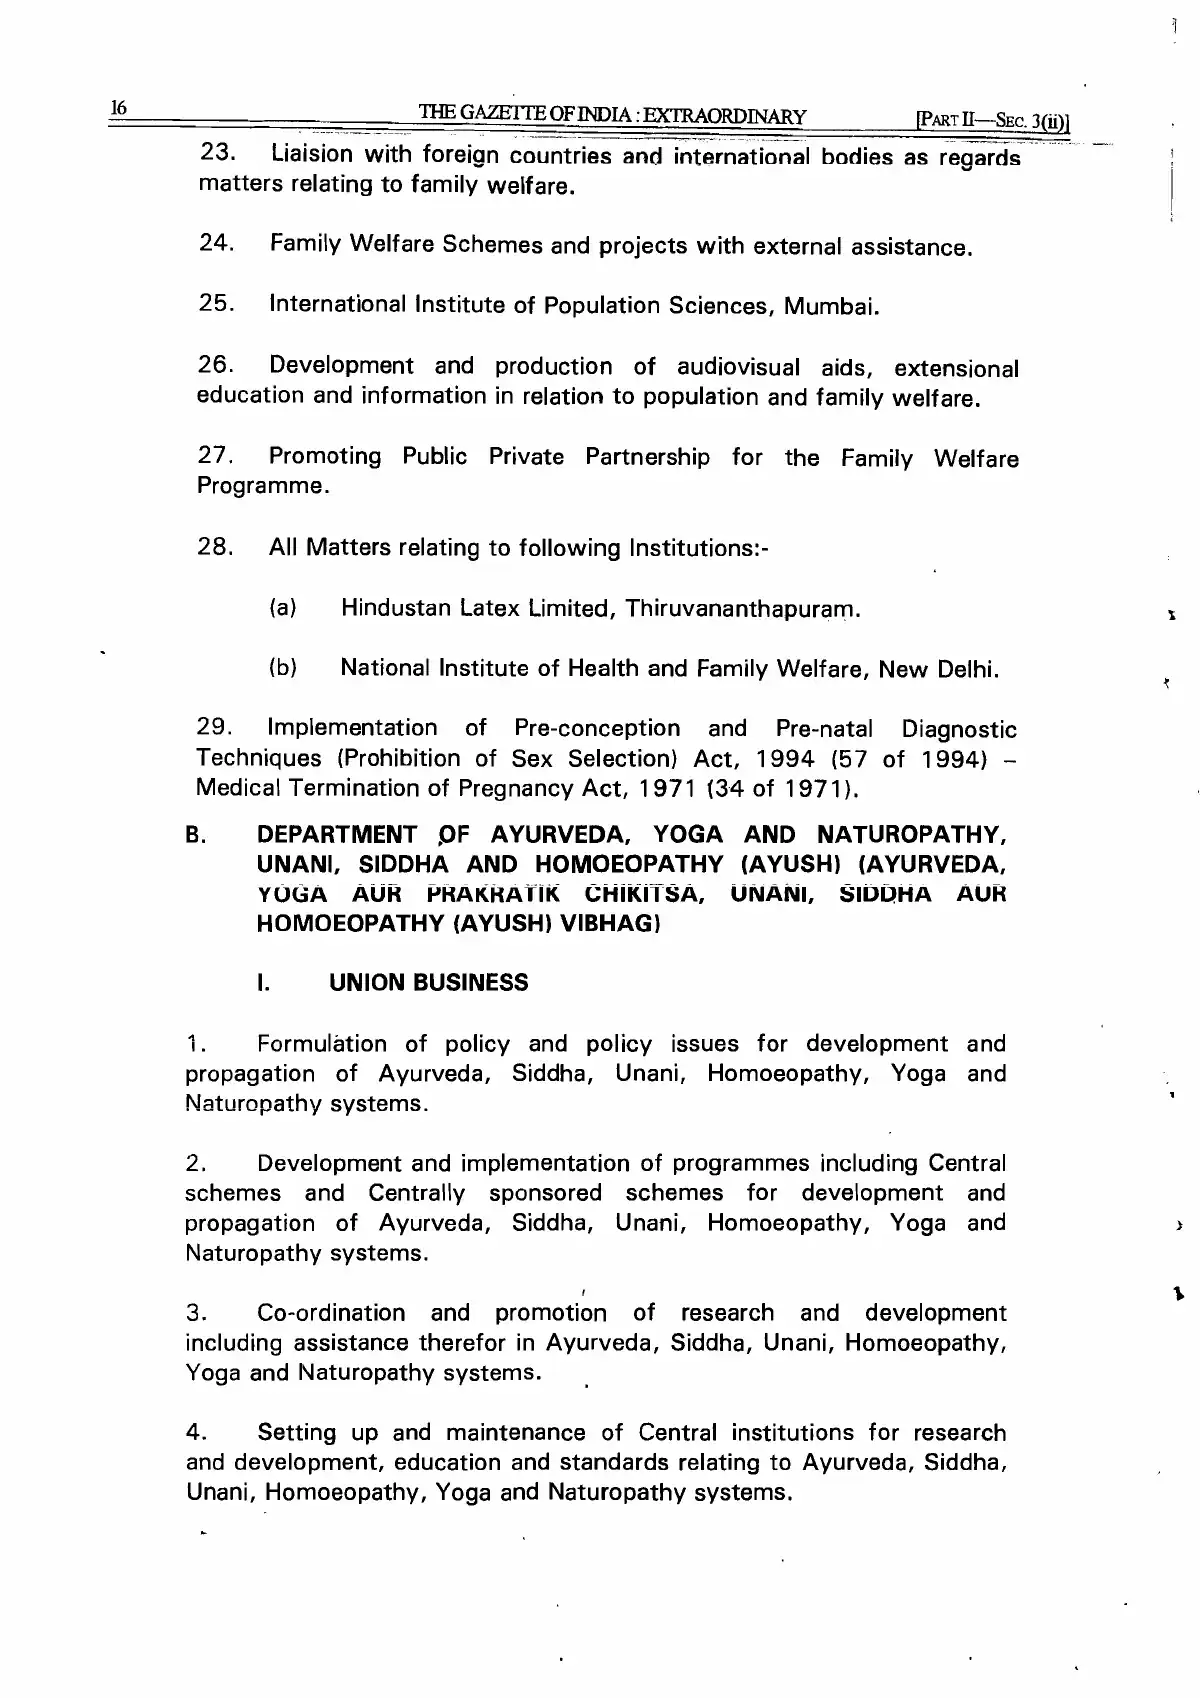 16 THE GAZETTE OF INDIA : EXTRAORDINARY [PART II—SEC. 3(ii)]
23. Liaision with foreign countries and international bodies as regards
matters relating to family welfare.
24. Family Welfare Schemes and projects with external assistance.
25. International Institute of Population Sciences, Mumbai.
26. Development and production of audiovisual aids, extensional
education and information in relation to population and family welfare.
27. Promoting Public Private Partnership for the Family Welfare
Programme.
28. All Matters relating to following Institutions:-
(a) Hindustan Latex Limited, Thiruvananthapuram.
(b) National Institute of Health and Family Welfare, New Delhi.
29. Implementation of Pre-conception and Pre-natal Diagnostic
Techniques (Prohibition of Sex Selection) Act, 1994 (57 of 1994) –
Medical Termination of Pregnancy Act, 1971 (34 of 1971).
B. DEPARTMENT OF AYURVEDA, YOGA AND NATUROPATHY,
UNANI, SIDDHA AND HOMOEOPATHY (AYUSH) (AYURVEDA,
YOGA AUR PRAKRATIK CHIKITSA, UNANI, SIDDHA AUR
HOMOEOPATHY (AYUSH) VIBHAG)
I. UNION BUSINESS
1. Formulation of policy and policy issues for development and
propagation of Ayurveda, Siddha, Unani, Homoeopathy, Yoga and
Naturopathy systems.
2. Development and implementation of programmes including Central
schemes and Centrally sponsored schemes for development and
propagation of Ayurveda, Siddha, Unani, Homoeopathy, Yoga and
Naturopathy systems.
3. Co-ordination and promotion of research and development
including assistance therefor in Ayurveda, Siddha, Unani, Homoeopathy,
Yoga and Naturopathy systems.
4. Setting up and maintenance of Central institutions for research
and development, education and standards relating to Ayurveda, Siddha,
Unani, Homoeopathy, Yoga and Naturopathy systems.